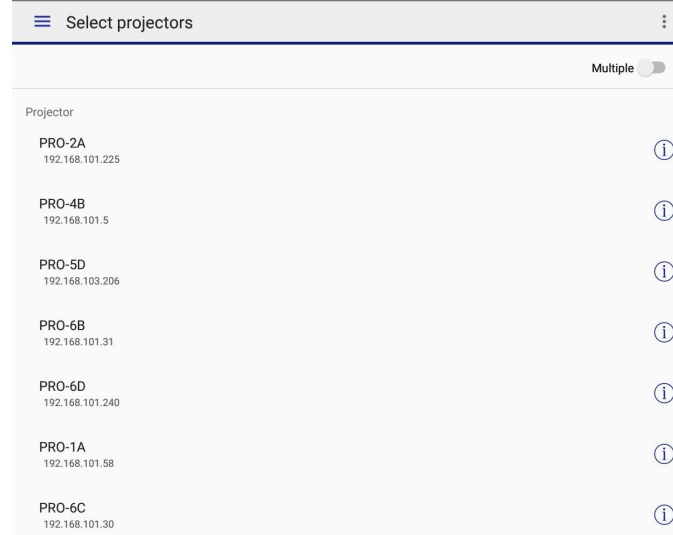 Select projectors
Multiple
Projector
PRO-2A
192.168.101.225
PRO-4B
192.168.101.5
PRO-5D
192.168.103.206
PRO-6B
192.168.101.31
PRO-6D
192.168.101.240
PRO-1A
192.168.101.58
PRO-6C
192.168.101.30